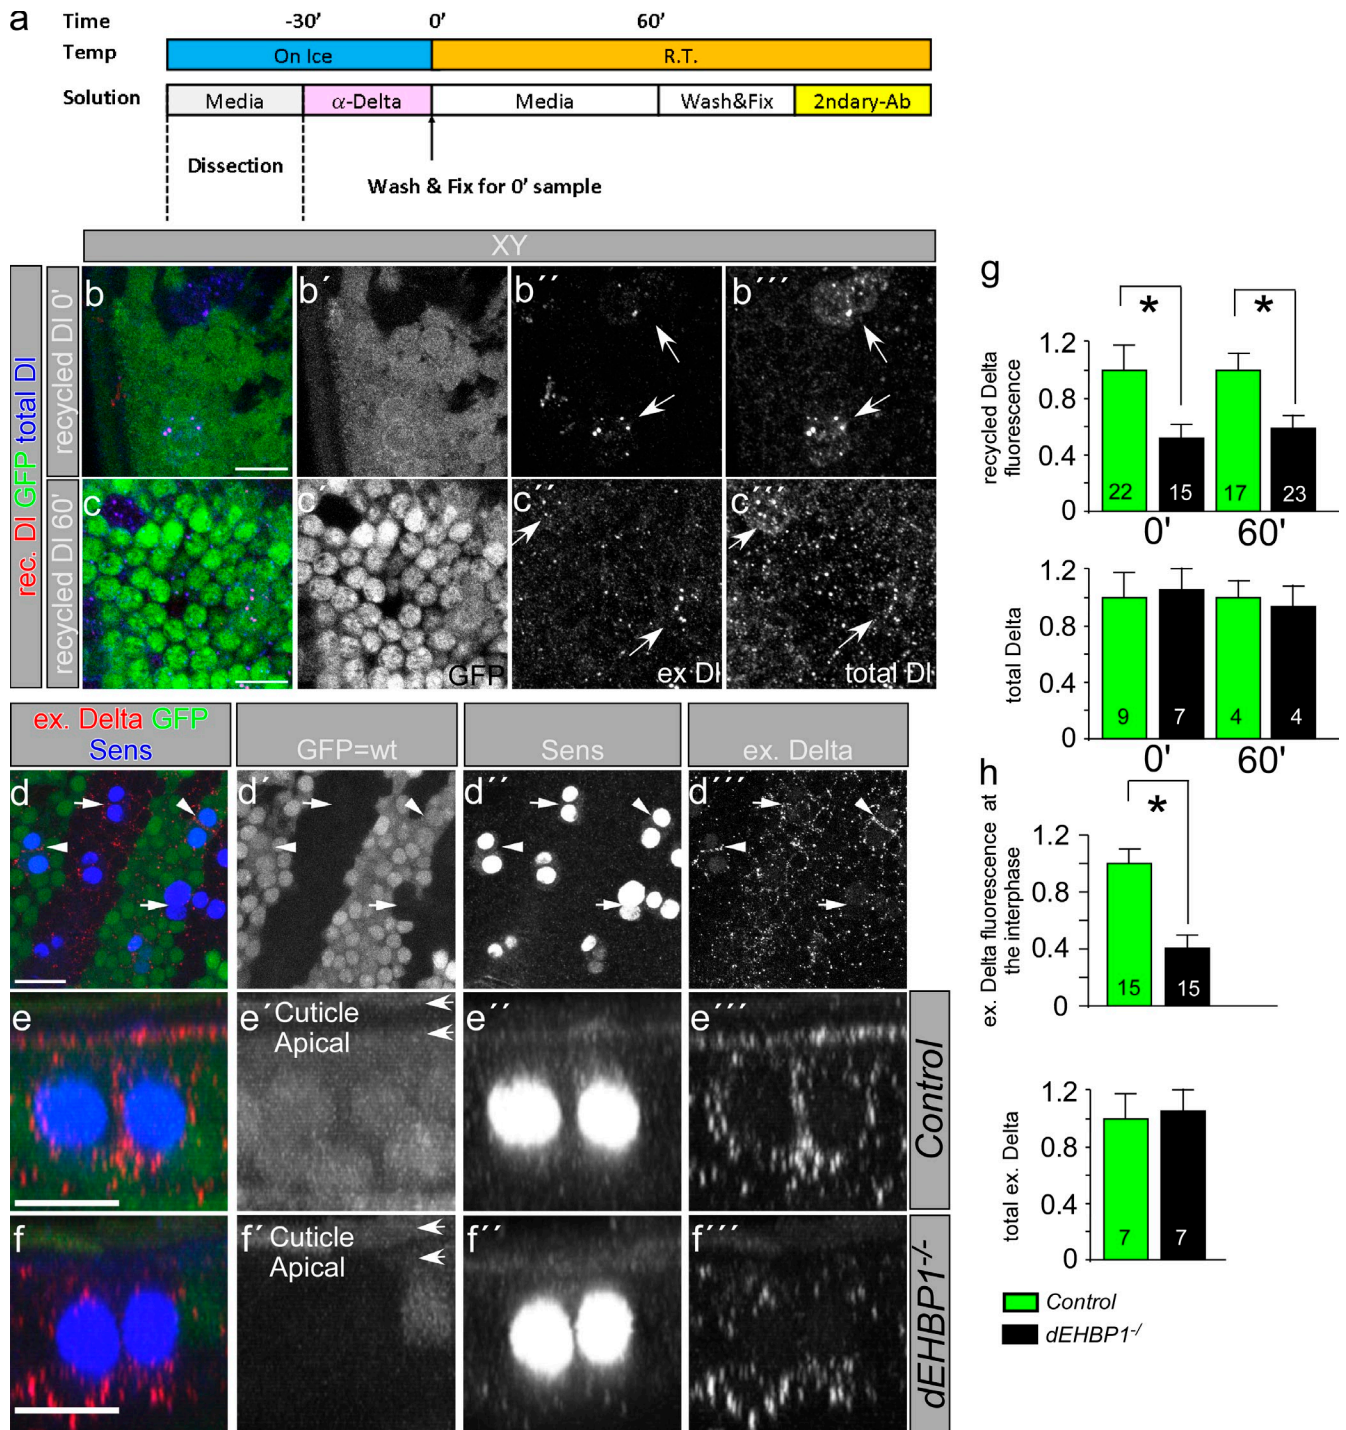 a
Time -30' 0' 60'
Temp On Ice R.T.
Solution Media α-Delta Media Wash&Fix 2ndary-Ab
Dissection
Wash & Fix for 0' sample
XY
rec. Dl GFP total Dl
recycled Dl 0'
b b´ b´´ b´´´
recycled Dl 60'
c c´ c´´ c´´´
GFP ex Dl total Dl
ex. Delta GFP
Sens
GFP=wt
Sens
ex. Delta
d d´ d´´ d´´´
e e´ e´´ e´´´
Cuticle
Apical
Control
f f´ f´´ f´´´
Cuticle
Apical
dEHBP1-/-
g
recycled Delta
fluorescence
* *
1.2
0.8
0.4
0
22 15 17 23
0' 60'
total Delta
1.2
0.8
0.4
0
9 7 4 4
0' 60'
h
ex. Delta fluorescence at
the interphase
*
1.2
0.8
0.4
0
15 15
total ex. Delta
1.2
0.8
0.4
0
7 7
Control
dEHBP1-/